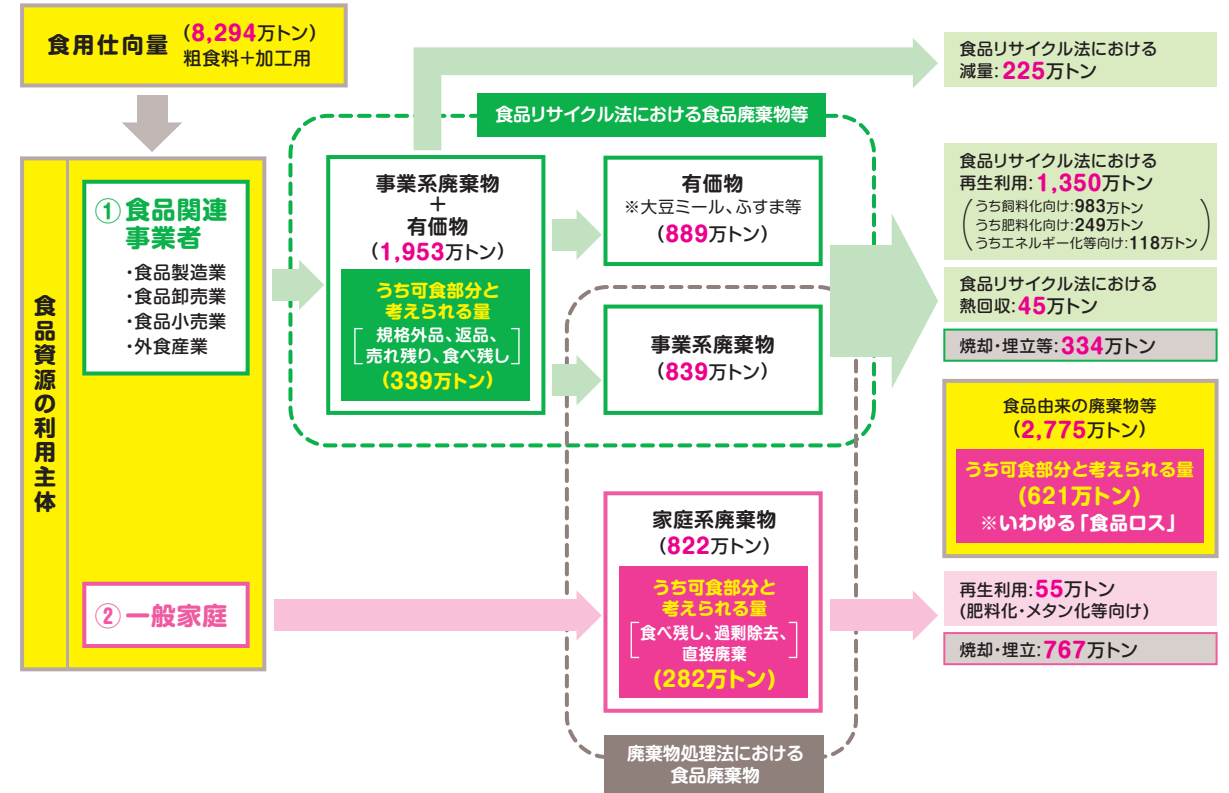 食用仕向量 (8,294万トン)
粗食料+加工用
食品資源の利用主体
①食品関連
事業者
・食品製造業
・食品卸売業
・食品小売業
・外食産業
②一般家庭
食品リサイクル法における食品廃棄物等
事業系廃棄物
+
有価物
(1,953万トン)
うち可食部分と
考えられる量
規格外品、返品、
売れ残り、食べ残し
(339万トン)
有価物
※大豆ミール、ふすま等
(889万トン)
事業系廃棄物
(839万トン)
家庭系廃棄物
(822万トン)
うち可食部分と
考えられる量
食べ残し、過剰除去、
直接廃棄
(282万トン)
廃棄物処理法における
食品廃棄物
食品リサイクル法における
減量:225万トン
食品リサイクル法における
再生利用:1,350万トン
うち飼料化向け:983万トン
うち肥料化向け:249万トン
うちエネルギー化等向け:118万トン
食品リサイクル法における
熱回収:45万トン
焼却・埋立等:334万トン
食品由来の廃棄物等
(2,775万トン)
うち可食部分と考えられる量
(621万トン)
※いわゆる「食品ロス」
再生利用:55万トン
(肥料化・メタン化等向け)
焼却・埋立:767万トン